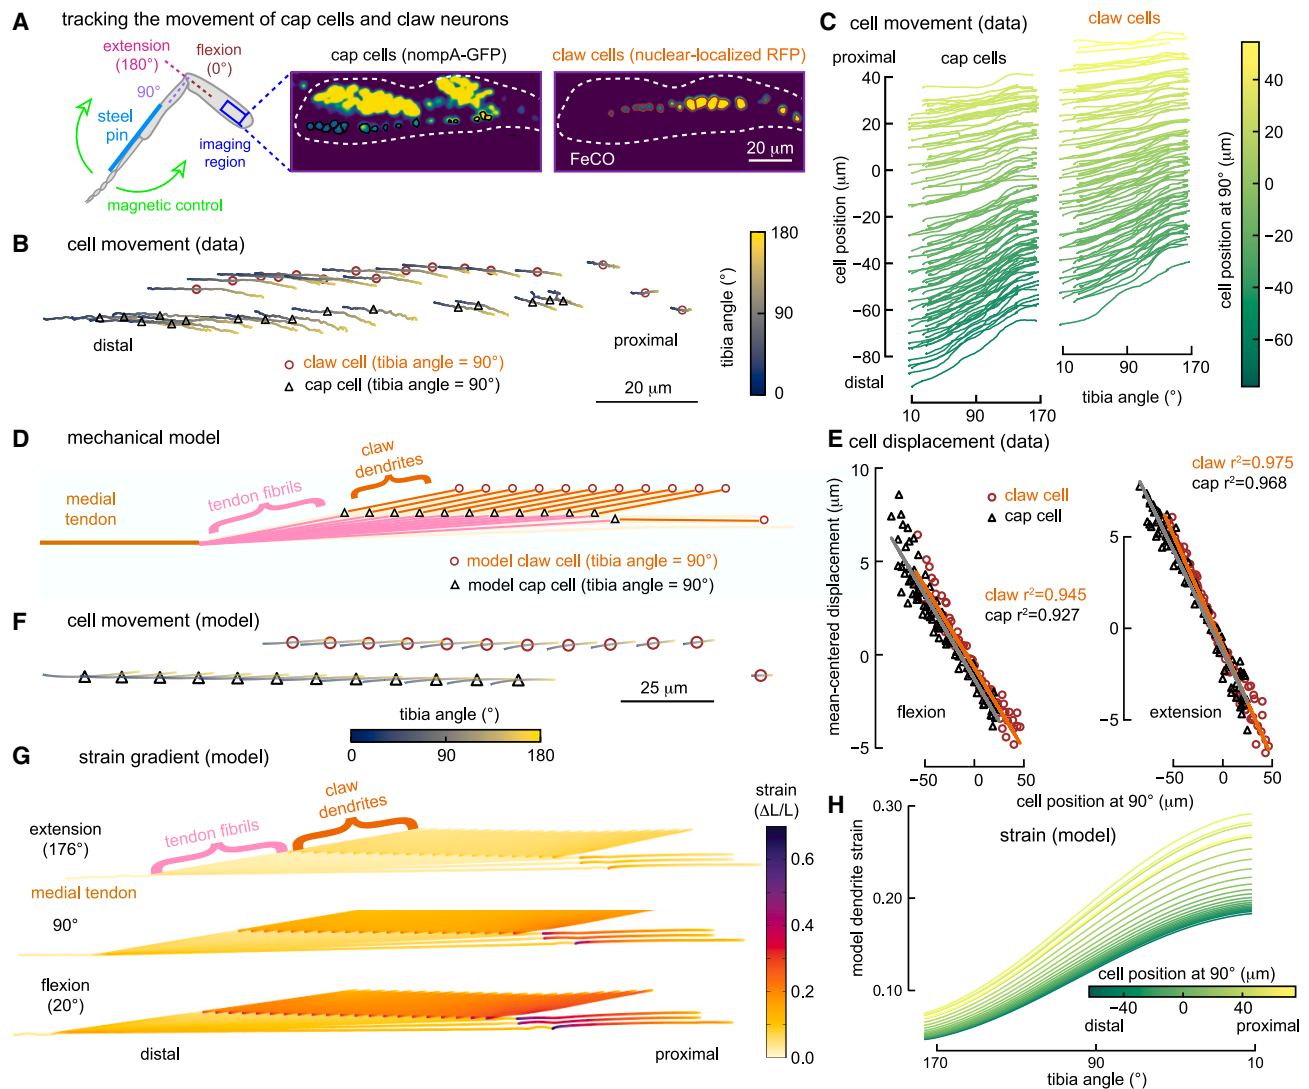 A tracking the movement of cap cells and claw neurons
extension
(180°)
flexion
(0°)
90°
steel
pin
imaging
region
magnetic control
cap cells (nompA-GFP)
claw cells (nuclear-localized RFP)
FeCO
20 μm
B cell movement (data)
distal
proximal
claw cell (tibia angle = 90°)
cap cell (tibia angle = 90°)
20 μm
180
90
0
tibia angle (°)
C cell movement (data)
claw cells
cap cells
proximal
40
20
0
−20
−40
−60
−80
distal
cell position (μm)
10 90 170
10 90 170
tibia angle (°)
40
20
0
−20
−40
−60
cell position at 90° (μm)
D mechanical model
medial
tendon
tendon fibrils
claw
dendrites
model claw cell (tibia angle = 90°)
model cap cell (tibia angle = 90°)
E cell displacement (data)
10
5
0
−5
mean-centered displacement (μm)
claw cell
cap cell
claw r²=0.945
cap r²=0.927
flexion
−50 0 50
claw r²=0.975
cap r²=0.968
5
0
−5
extension
−50 0 50
cell position at 90° (μm)
F cell movement (model)
25 μm
tibia angle (°)
0 90 180
G strain gradient (model)
extension
(176°)
tendon fibrils
claw
dendrites
medial tendon
90°
flexion
(20°)
distal
proximal
strain
(ΔL/L)
0.6
0.4
0.2
0.0
H
strain (model)
0.30
0.20
0.10
model dendrite strain
cell position at 90° (μm)
−40 0 40
distal
proximal
170 90 10
tibia angle (°)